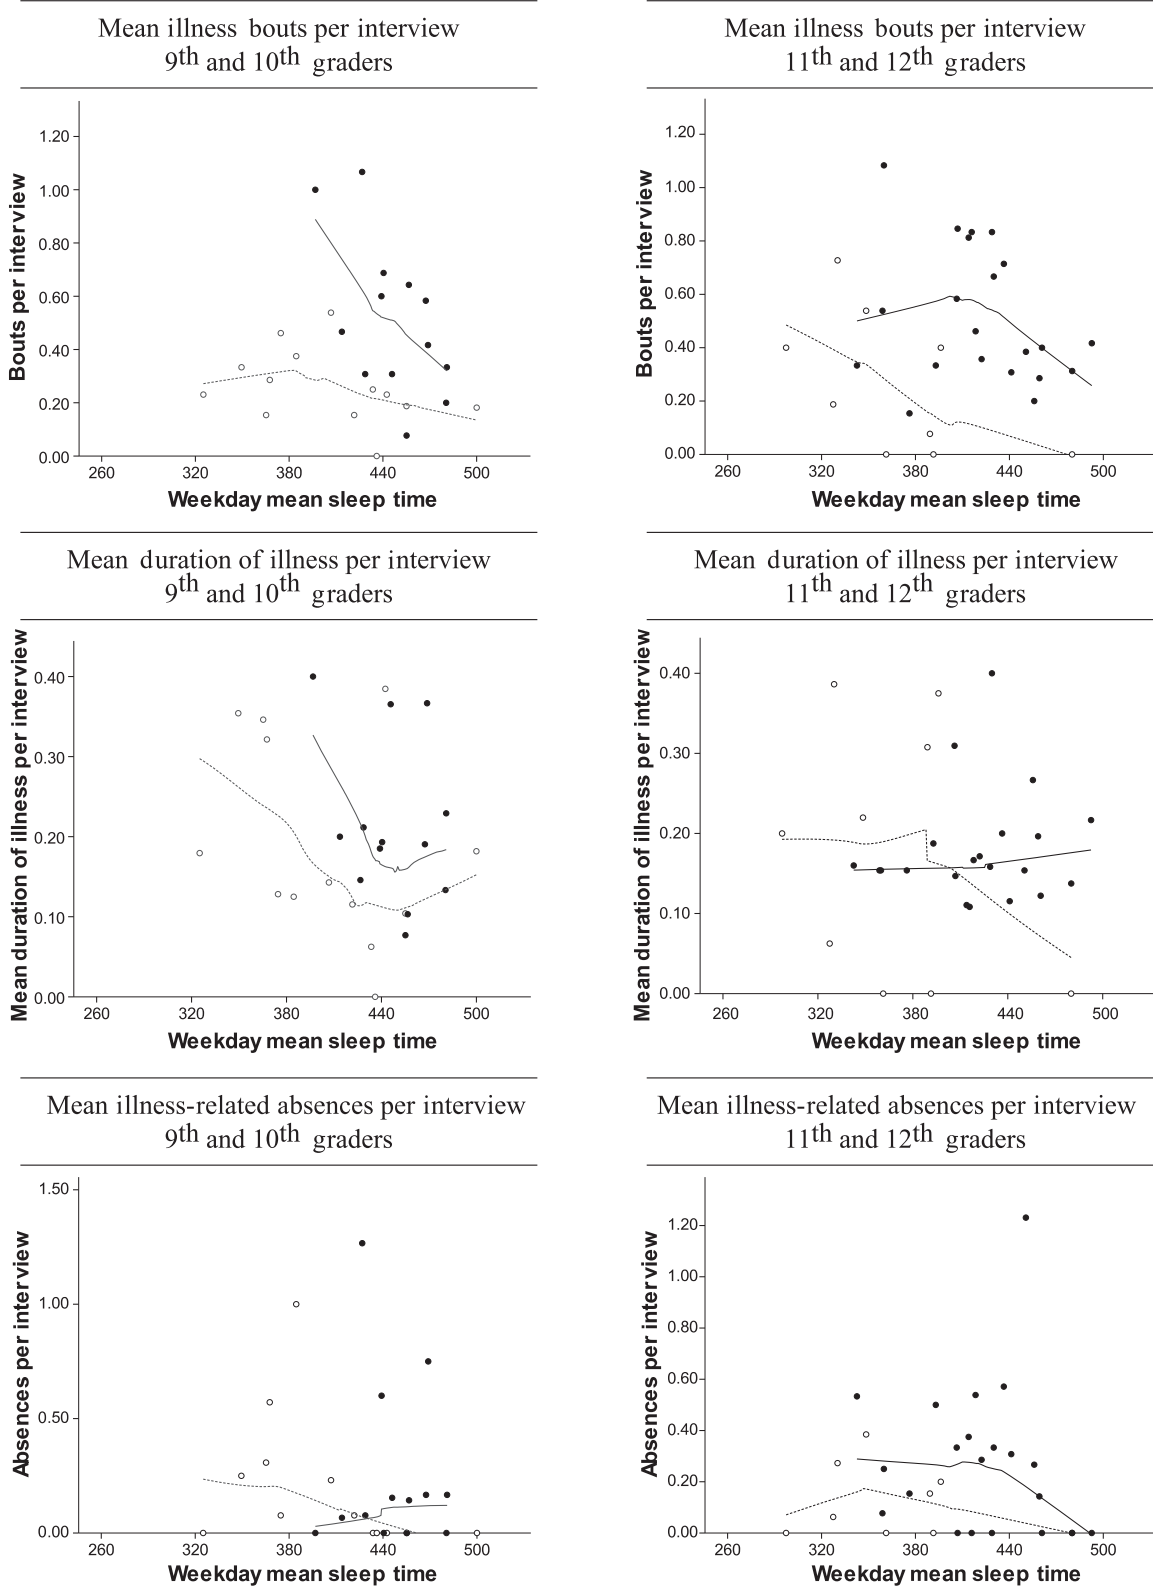 Mean illness bouts per interview
9th and 10th graders
Bouts per interview
1.20
1.00
0.80
0.60
0.40
0.20
0.00
260 320 380 440 500
Weekday mean sleep time
Mean illness bouts per interview
11th and 12th graders
Bouts per interview
1.20
1.00
0.80
0.60
0.40
0.20
0.00
260 320 380 440 500
Weekday mean sleep time
Mean duration of illness per interview
9th and 10th graders
Mean duration of illness per interview
0.40
0.30
0.20
0.10
0.00
260 320 380 440 500
Weekday mean sleep time
Mean duration of illness per interview
11th and 12th graders
Mean duration of illness per interview
0.40
0.30
0.20
0.10
0.00
260 320 380 440 500
Weekday mean sleep time
Mean illness-related absences per interview
9th and 10th graders
Absences per interview
1.50
1.00
0.50
0.00
260 320 380 440 500
Weekday mean sleep time
Mean illness-related absences per interview
11th and 12th graders
Absences per interview
1.20
1.00
0.80
0.60
0.40
0.20
0.00
260 320 380 440 500
Weekday mean sleep time